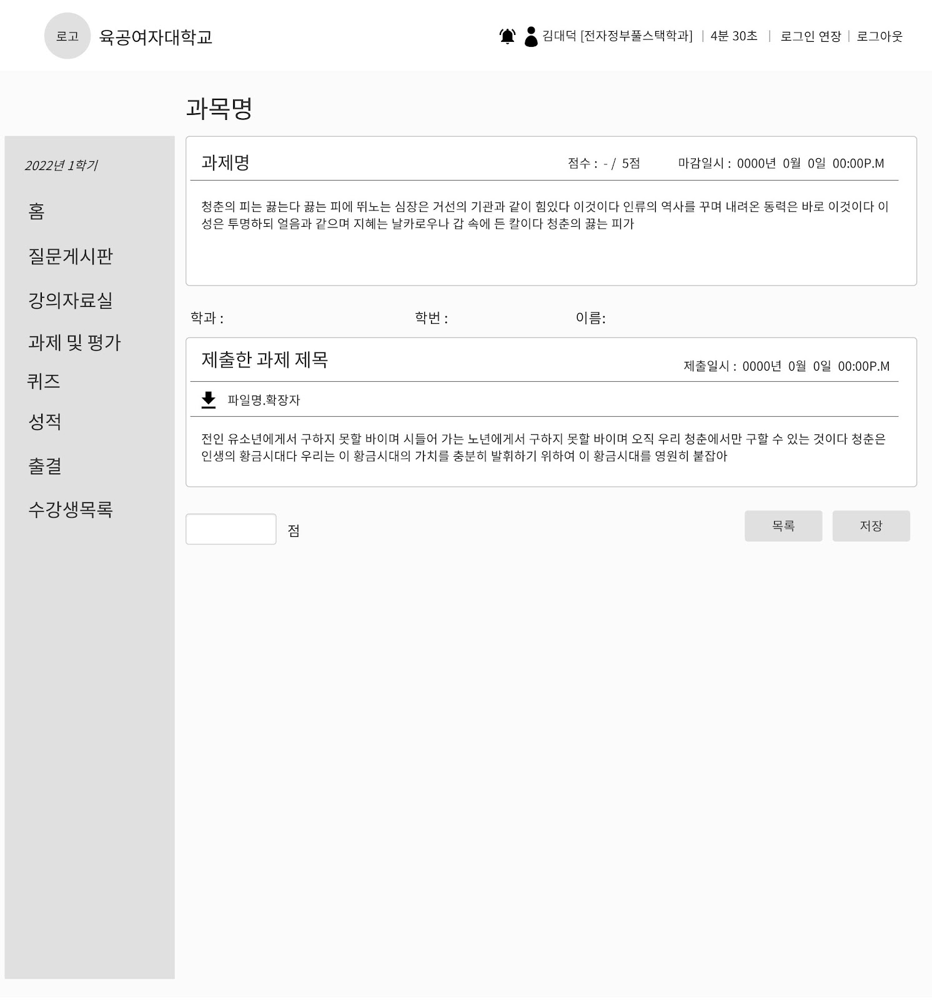 로고
육공여자대학교
김대덕 [전자정부풀스택학과] | 4분 30초 | 로그인 연장 | 로그아웃
과목명
2022년 1학기
홈
질문게시판
강의자료실
과제 및 평가
퀴즈
성적
출결
수강생목록
과제명
점수 : - / 5점
마감일시 : 0000년 0월 0일 00:00P.M
청춘의 피는 끓는다 끓는 피에 뛰노는 심장은 거선의 기관과 같이 힘있다 이것이다 인류의 역사를 꾸며 내려온 동력은 바로 이것이다 이
성은 투명하되 얼음과 같으며 지혜는 날카로우나 갑 속에 든 칼이다 청춘의 끓는 피가
학과 :
학번 :
이름:
제출한 과제 제목
제출일시 : 0000년 0월 0일 00:00P.M
파일명.확장자
전인 유소년에게서 구하지 못할 바이며 시들어 가는 노년에게서 구하지 못할 바이며 오직 우리 청춘에서만 구할 수 있는 것이다 청춘은
인생의 황금시대다 우리는 이 황금시대의 가치를 충분히 발휘하기 위하여 이 황금시대를 영원히 붙잡아
점
목록
저장